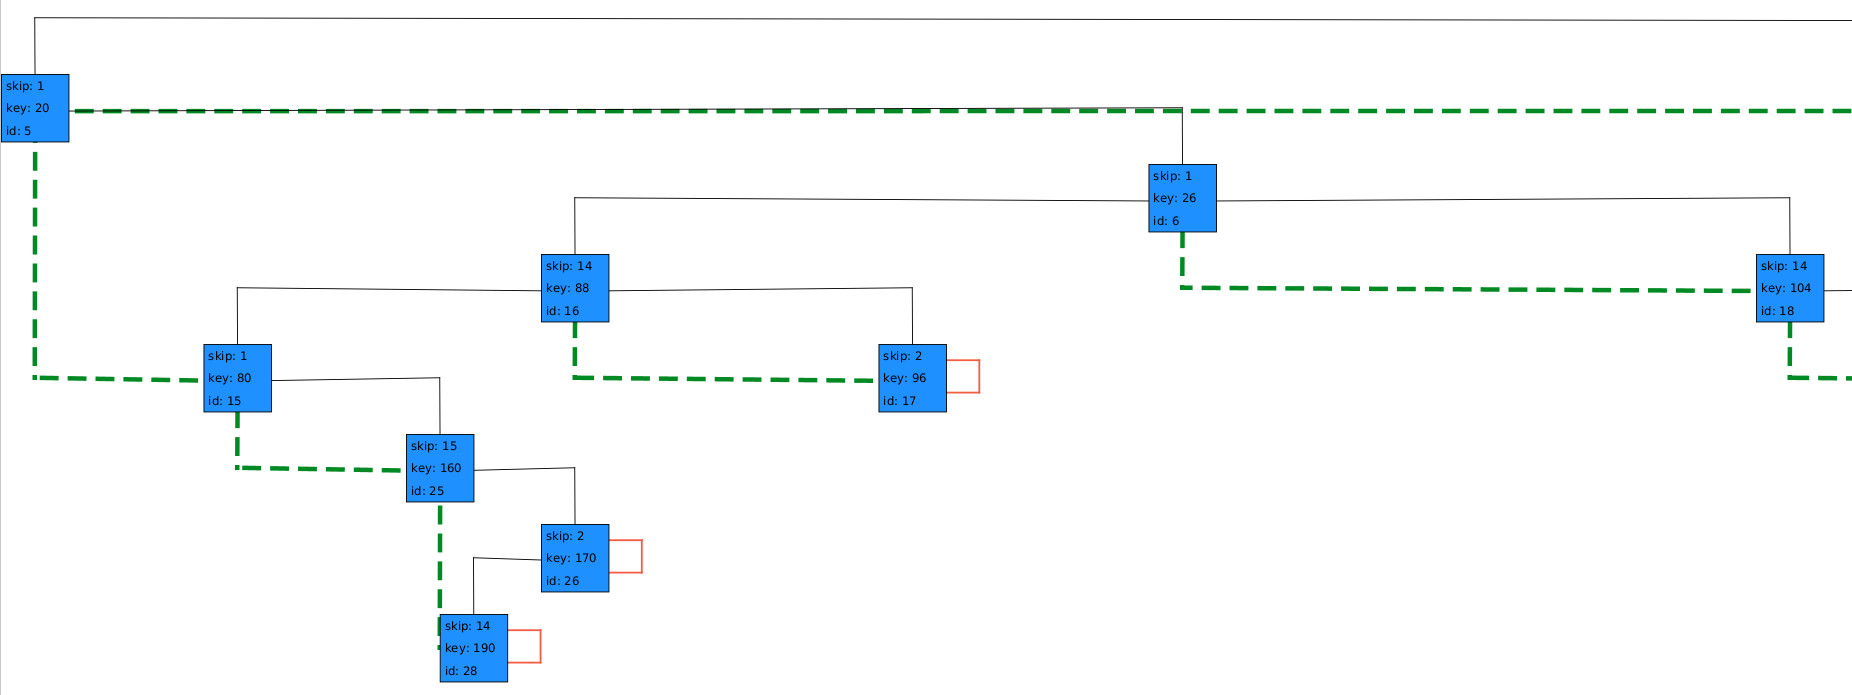 skip: 1
key: 20
id: 5
skip: 1
key: 26
id: 6
skip: 14
key: 88
id: 16
skip: 14
key: 104
id: 18
skip: 1
key: 80
id: 15
skip: 2
key: 96
id: 17
skip: 15
key: 160
id: 25
skip: 2
key: 170
id: 26
skip: 14
key: 190
id: 28